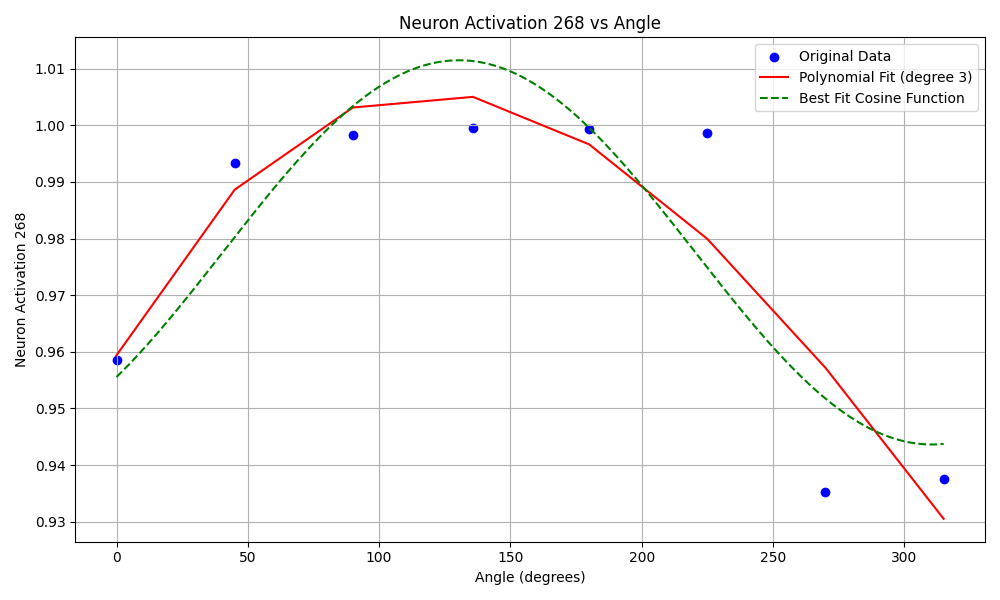 Neuron Activation 268 vs Angle
Original Data
Polynomial Fit (degree 3)
Best Fit Cosine Function
Neuron Activation 268
1.01
1.00
0.99
0.98
0.97
0.96
0.95
0.94
0.93
0 50 100 150 200 250 300
Angle (degrees)